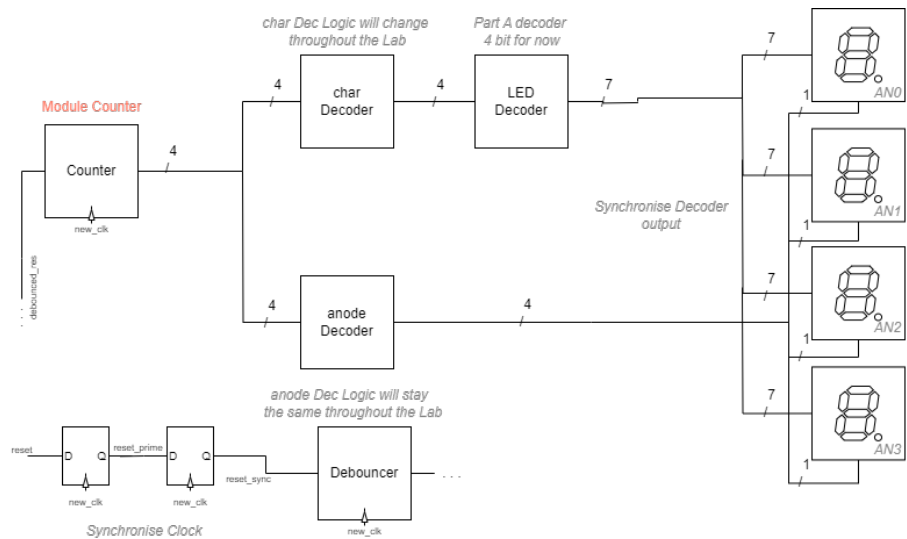 char Dec Logic will change
throughout the Lab
Part A decoder
4 bit for now
7
AN0
4
char
Decoder
4
LED
Decoder
7
1
Module Counter
Counter
4
new_clk
debounced_res
. . .
7
AN1
1
Synchronise Decoder
output
4
anode
Decoder
4
7
AN2
1
anode Dec Logic will stay
the same throughout the Lab
7
AN3
1
reset
D
Q
new_clk
reset_prime
D
Q
new_clk
reset_sync
Debouncer
new_clk
. . .
Synchronise Clock